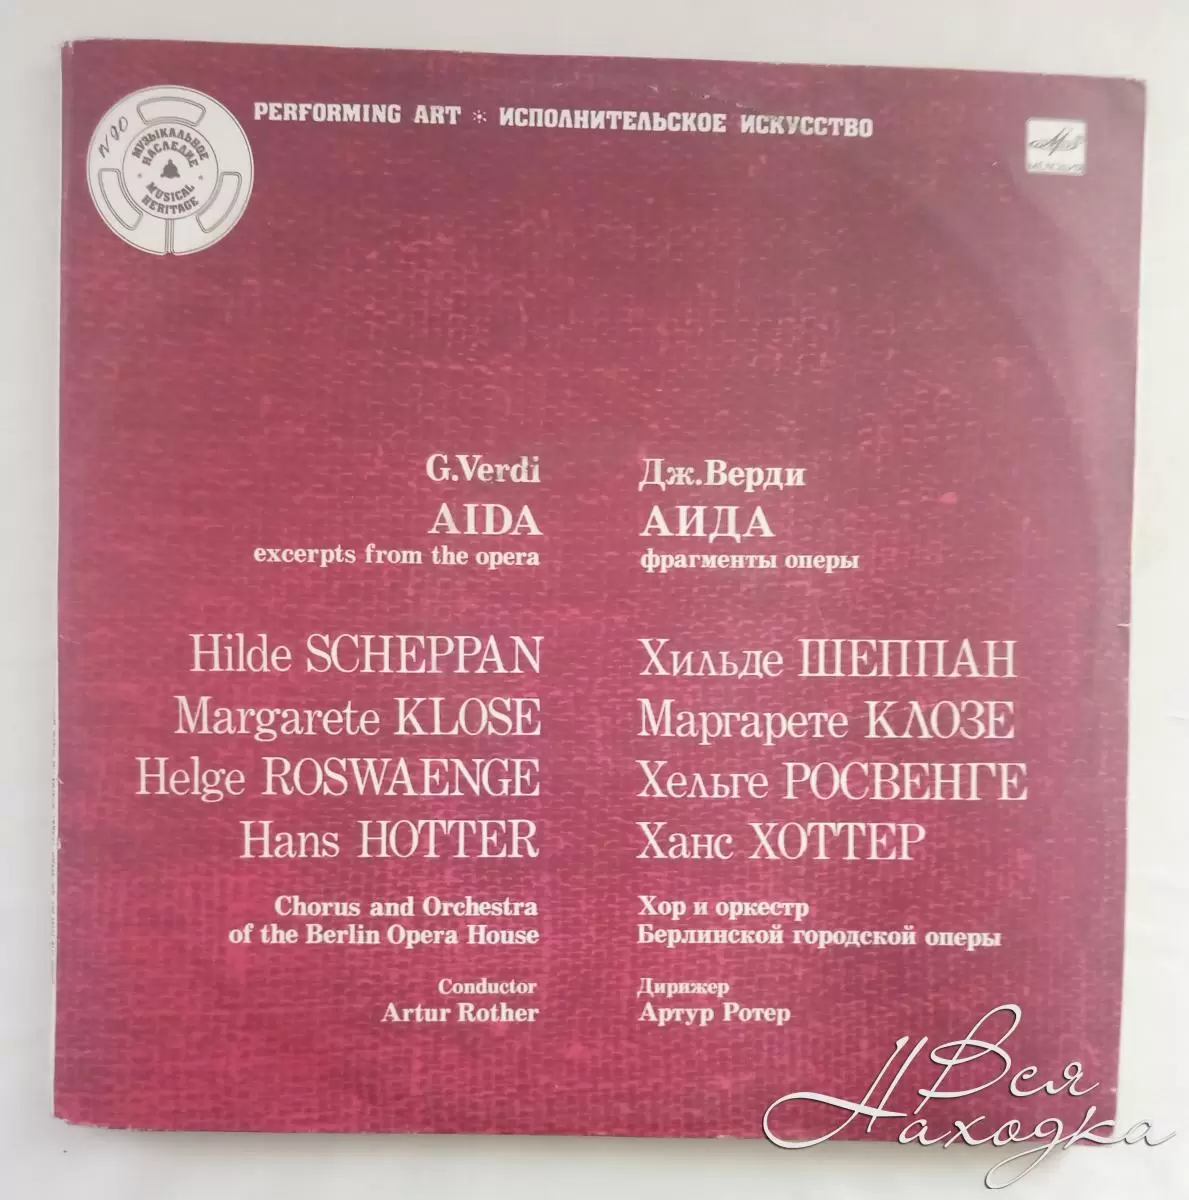 N 90
МУЗЫКАЛЬНОЕ
НАСЛЕДИЕ
MUSICAL
HERITAGE
PERFORMING ART * ИСПОЛНИТЕЛЬСКОЕ ИСКУССТВО
МЕЛОДИЯ
G.Verdi
AIDA
excerpts from the opera
Дж.Верди
АИДА
фрагменты оперы
Hilde SCHEPPAN
Margarete KLOSE
Helge ROSWAENGE
Hans HOTTER
Хильде ШЕППАН
Маргарете КЛОЗЕ
Хельге РОСВЕНГЕ
Ханс ХОТТЕР
Chorus and Orchestra
of the Berlin Opera House
Хор и оркестр
Берлинской городской оперы
Conductor
Artur Rother
Дирижер
Артур Ротер
Вся
Находка